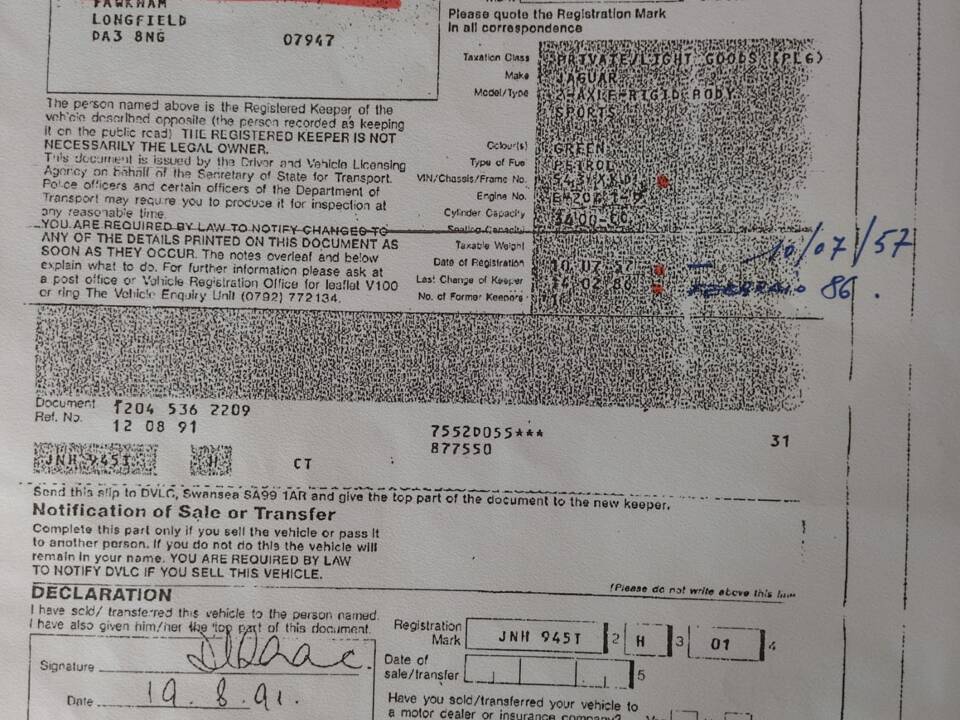 FAWKHAM
LONGFIELD
DA3 8NG
07947
Please quote the Registration Mark
In all correspondence
Taxation Class PRIVATE/LIGHT GOODS (PLG)
Make JAGUAR
Model/Type 2-AXLE-RIGID BODY
SPORTS
Colour(s) GREEN
Type of Fuel PETROL
VIN/Chassis/Frame No.
Engine No.
Cylinder Capacity 3400 CC
Seating Capacity
Taxable Weight
Date of Registration 10 07 57 10/07/57
Last Change of Keeper 14 02 86 FEBBRAIO 86.
No. of Former Keepers
The person named above is the Registered Keeper of the
vehicle described opposite (the person recorded as keeping
it on the public road) THE REGISTERED KEEPER IS NOT
NECESSARILY THE LEGAL OWNER.
This document is issued by the Driver and Vehicle Licensing
Agency on behalf of the Secretary of State for Transport.
Police officers and certain officers of the Department of
Transport may require you to produce it for inspection at
any reasonable time.
YOU ARE REQUIRED BY LAW TO NOTIFY CHANGES TO
ANY OF THE DETAILS PRINTED ON THIS DOCUMENT AS
SOON AS THEY OCCUR. The notes overleaf and below
explain what to do. For further information please ask at
a post office or Vehicle Registration Office for leaflet V100
or ring The Vehicle Enquiry Unit (0792) 772134.
Document 1204 536 2209
Ref. No. 12 08 91
7552D055***
877550
31
JNH 945T H CT
Send this slip to DVLC, Swansea SA99 1AR and give the top part of the document to the new keeper.
Notification of Sale or Transfer
Complete this part only if you sell the vehicle or pass it
to another person. If you do not do this the vehicle will
remain in your name. YOU ARE REQUIRED BY LAW
TO NOTIFY DVLC IF YOU SELL THIS VEHICLE.
(Please do not write above this line
DECLARATION
I have sold/ transferred this vehicle to the person named.
I have also given him/her the top part of this document.
Signature
Date 19.8.91.
Registration
Mark JNH 945T 2 H 3 01 4
Date of
sale/transfer 5
Have you sold/transferred your vehicle to
a motor dealer or insurance company?